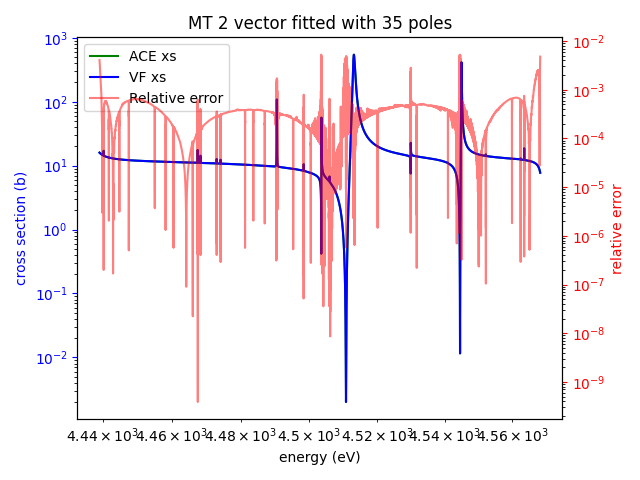 MT 2 vector fitted with 35 poles
ACE xs
VF xs
Relative error
10³
10²
10¹
10⁰
10⁻¹
10⁻²
cross section (b)
10⁻²
10⁻³
10⁻⁴
10⁻⁵
10⁻⁶
10⁻⁷
10⁻⁸
10⁻⁹
relative error
4.44 × 10³ 4.46 × 10³ 4.48 × 10³ 4.5 × 10³ 4.52 × 10³ 4.54 × 10³ 4.56 × 10³
energy (eV)